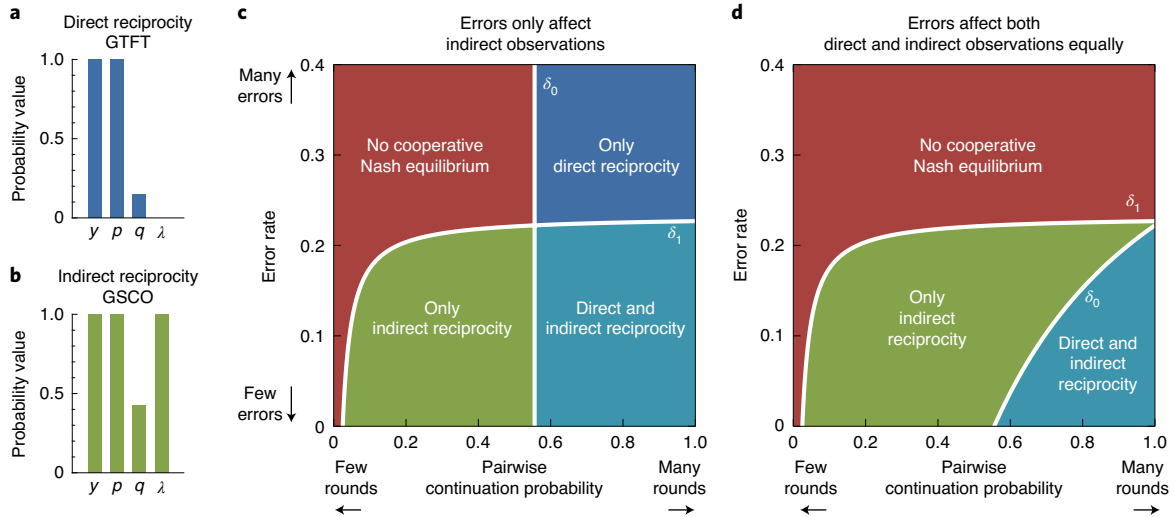 a
Direct reciprocity
GTFT
Probability value
1.0
0.5
0
y p q λ
b
Indirect reciprocity
GSCO
Probability value
1.0
0.5
0
y p q λ
c
Errors only affect
indirect observations
Many
errors
Few
errors
Error rate
0.4
0.3
0.2
0.1
0
δ0
No cooperative
Nash equilibrium
Only
direct reciprocity
δ1
Only
indirect reciprocity
Direct and
indirect reciprocity
0 0.2 0.4 0.6 0.8 1.0
Few
rounds
Pairwise
continuation probability
Many
rounds
d
Errors affect both
direct and indirect observations equally
Error rate
0.4
0.3
0.2
0.1
0
No cooperative
Nash equilibrium
δ1
Only
indirect
reciprocity
δ0
Direct and
indirect
reciprocity
0 0.2 0.4 0.6 0.8 1.0
Few
rounds
Pairwise
continuation probability
Many
rounds